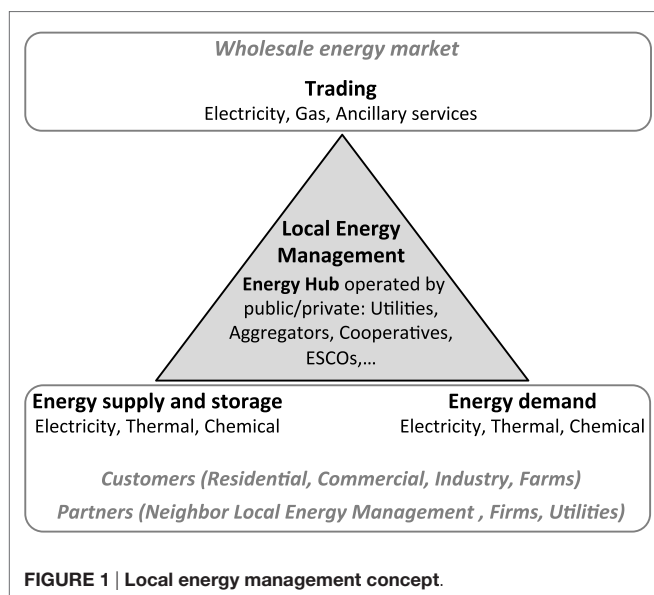 Wholesale energy market
Trading
Electricity, Gas, Ancillary services
Local Energy
Management
Energy Hub operated by
public/private: Utilities,
Aggregators, Cooperatives,
ESCOs,...
Energy supply and storage
Electricity, Thermal, Chemical
Energy demand
Electricity, Thermal, Chemical
Customers (Residential, Commercial, Industry, Farms)
Partners (Neighbor Local Energy Management , Firms, Utilities)
FIGURE 1 | Local energy management concept.